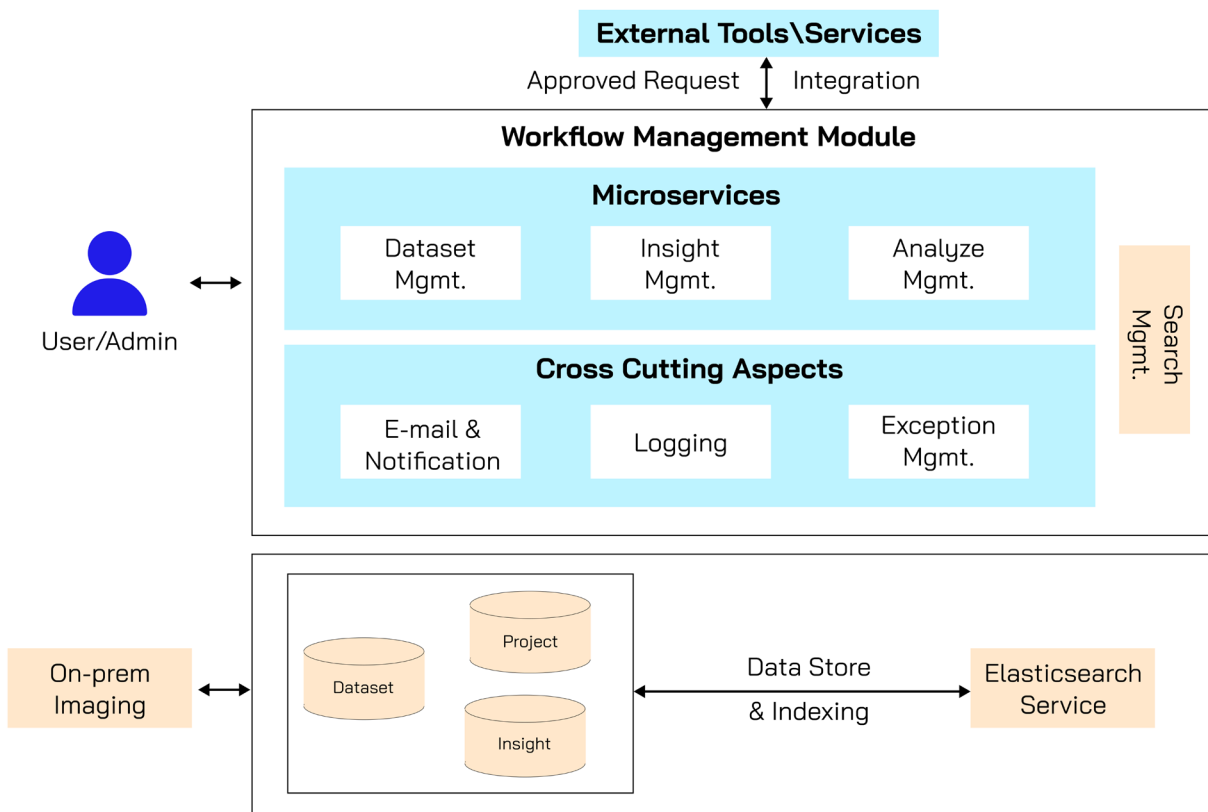 External Tools\Services
Approved Request
Integration
Workflow Management Module
Microservices
Dataset
Mgmt.
Insight
Mgmt.
Analyze
Mgmt.
Search
Mgmt.
User/Admin
Cross Cutting Aspects
E-mail &
Notification
Logging
Exception
Mgmt.
On-prem
Imaging
Dataset
Project
Insight
Data Store
& Indexing
Elasticsearch
Service